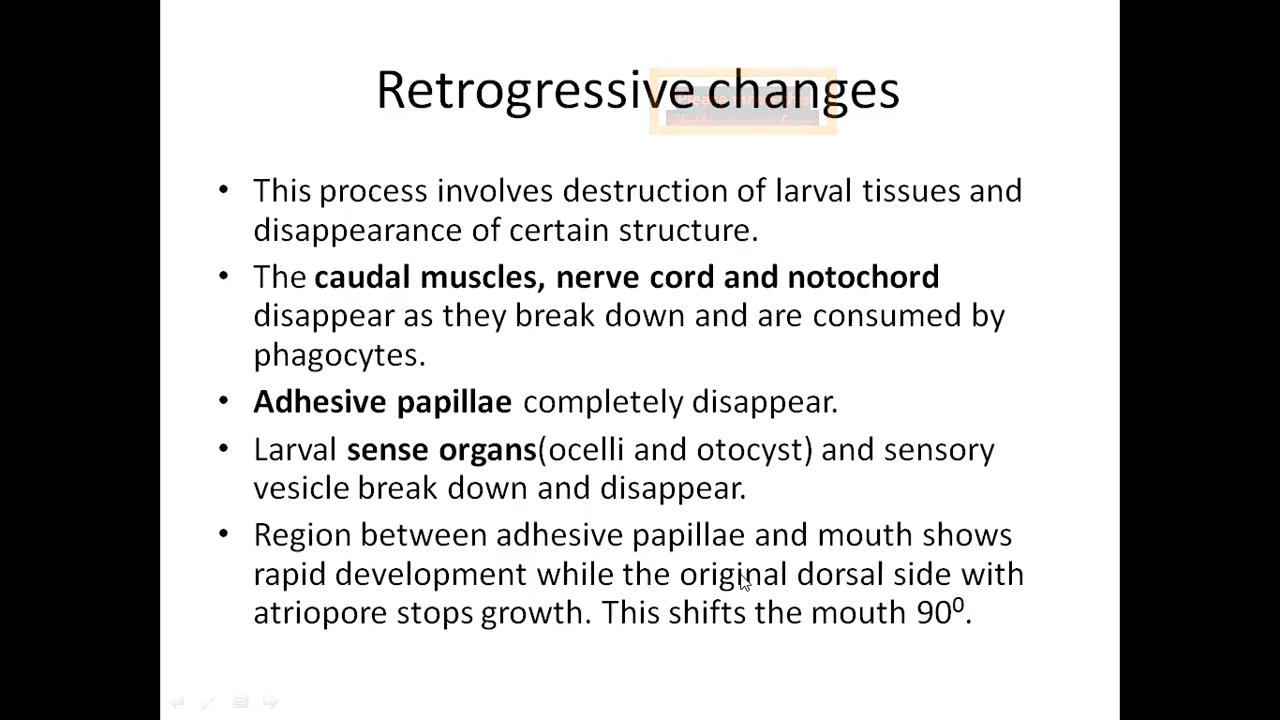 Retrogressive changes
• This process involves destruction of larval tissues and
disappearance of certain structure.
• The caudal muscles, nerve cord and notochord
disappear as they break down and are consumed by
phagocytes.
• Adhesive papillae completely disappear.
• Larval sense organs(ocelli and otocyst) and sensory
vesicle break down and disappear.
• Region between adhesive papillae and mouth shows
rapid development while the original dorsal side with
atriopore stops growth. This shifts the mouth 90⁰.